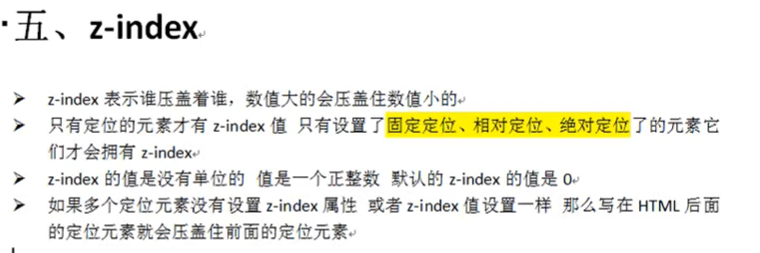 五、z-index
z-index 表示谁压盖着谁，数值大的会压盖住数值小的
只有定位的元素才有 z-index 值 只有设置了固定定位、相对定位、绝对定位了的元素它
们才会拥有 z-index
z-index 的值是没有单位的 值是一个正整数 默认的 z-index 的值是 0
如果多个定位元素没有设置 z-index 属性 或者 z-index 值设置一样 那么写在 HTML 后面
的定位元素就会压盖住前面的定位元素